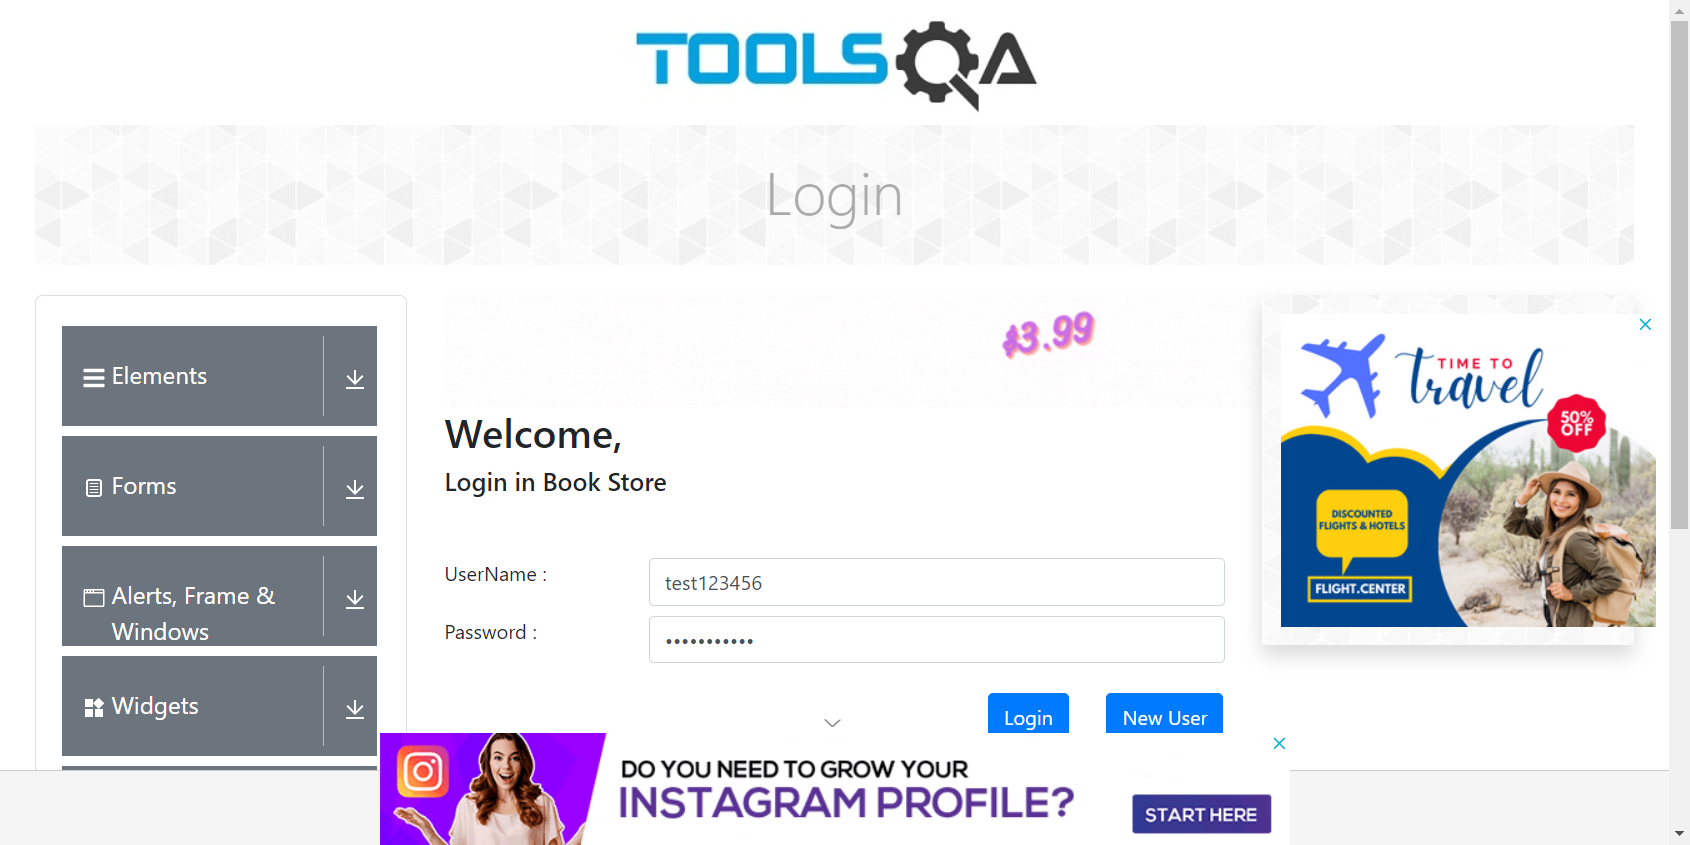 TOOLSQA
Login
Elements
Forms
Alerts, Frame &
Windows
Widgets
$3.99
Welcome,
Login in Book Store
UserName :
test123456
Password :
•••••••••••
Login
New User
TIME TO
travel
50%
OFF
DISCOUNTED
FLIGHTS & HOTELS
FLIGHT.CENTER
DO YOU NEED TO GROW YOUR
INSTAGRAM PROFILE?
START HERE